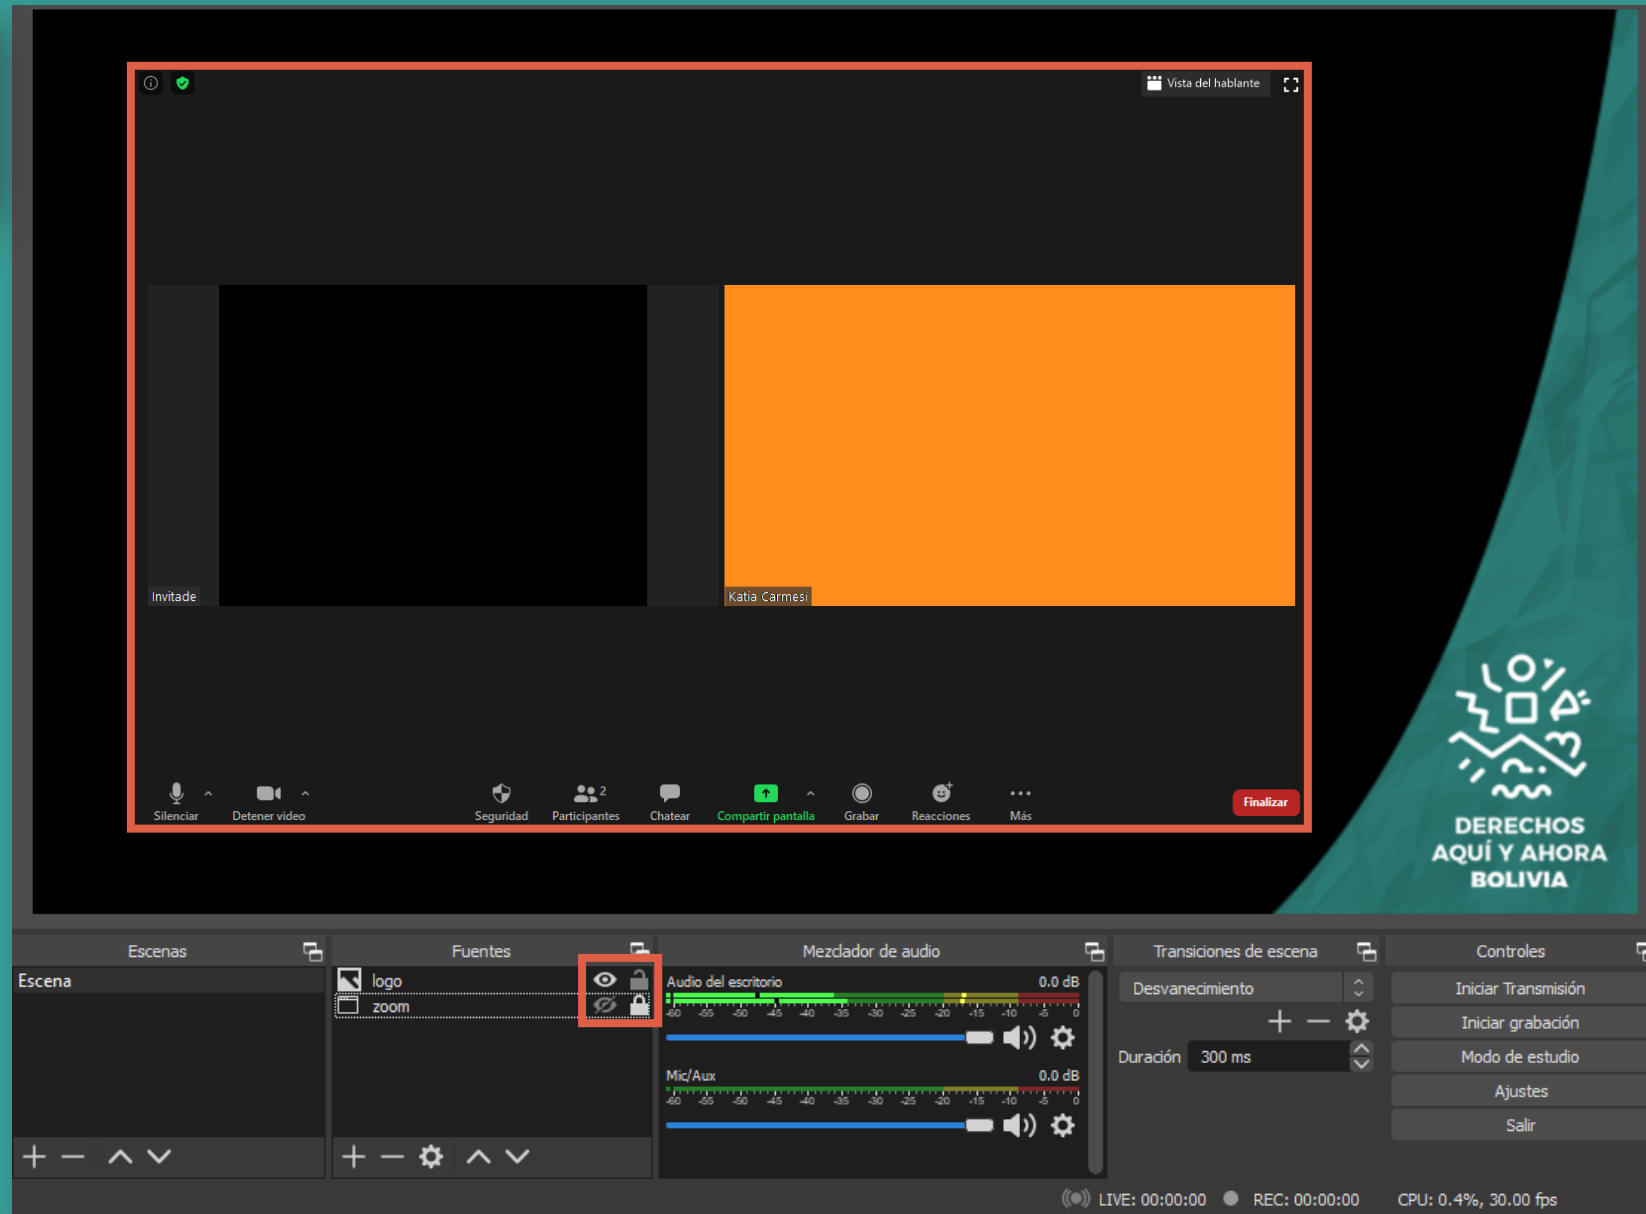 Vista del hablante
Invitade
Katia Carmesi
2
Silenciar
Detener video
Seguridad
Participantes
Chatear
Compartir pantalla
Grabar
Reacciones
Más
Finalizar
DERECHOS
AQUÍ Y AHORA
BOLIVIA
Escenas
Fuentes
Mezclador de audio
Transiciones de escena
Controles
Escena
logo
zoom
Audio del escritorio
0.0 dB
-60 -55 -50 -45 -40 -35 -30 -25 -20 -15 -10 -5 0
Mic/Aux
0.0 dB
-60 -55 -50 -45 -40 -35 -30 -25 -20 -15 -10 -5 0
Desvanecimiento
Duración 300 ms
Iniciar Transmisión
Iniciar grabación
Modo de estudio
Ajustes
Salir
LIVE: 00:00:00
REC: 00:00:00
CPU: 0.4%, 30.00 fps